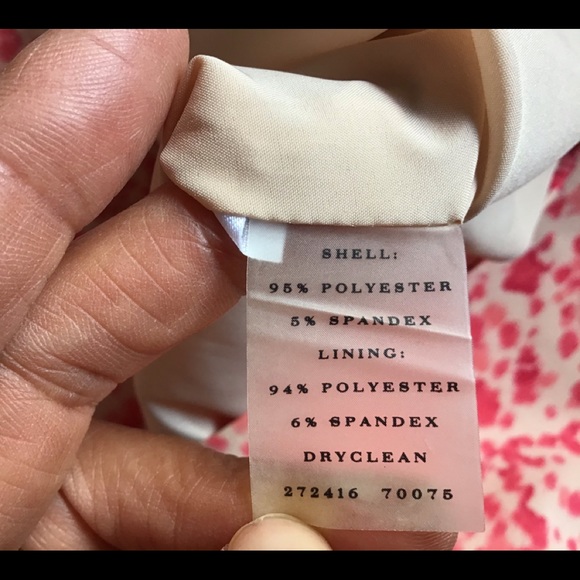 SHELL:
95% POLYESTER
5% SPANDEX
LINING:
94% POLYESTER
6% SPANDEX
DRYCLEAN
272416 70075